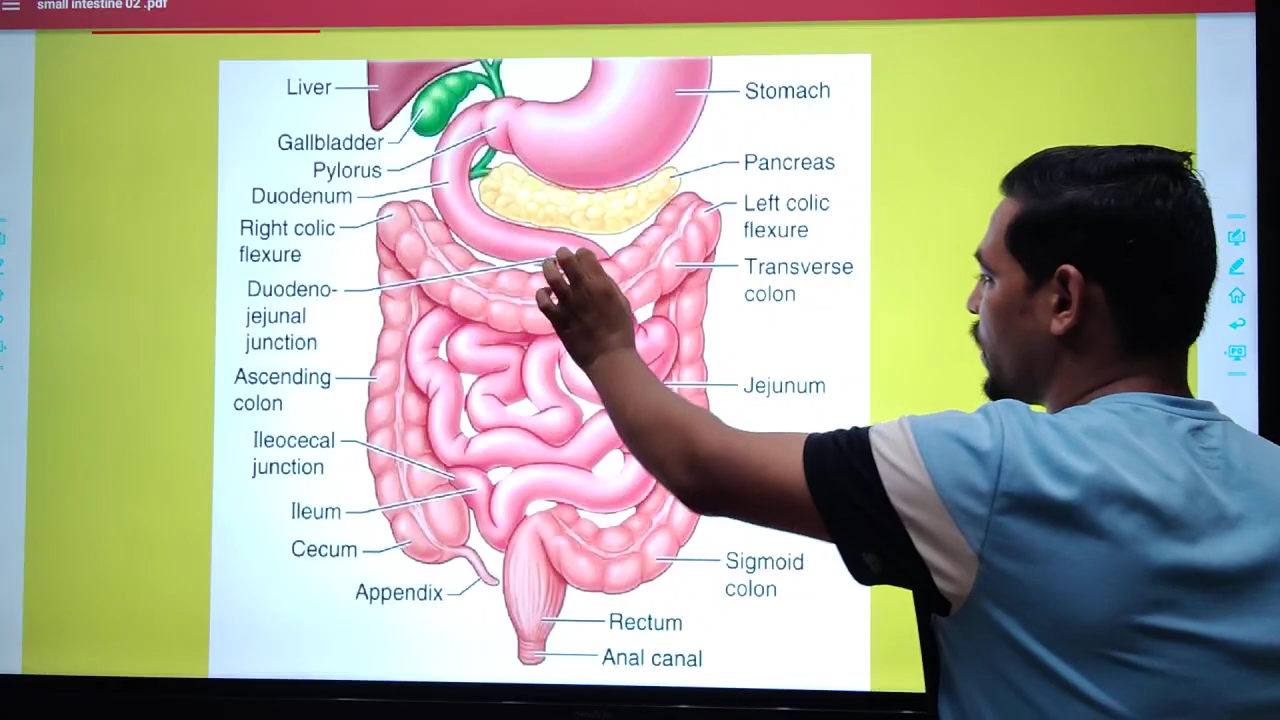 small intestine 02 .pdf
Liver
Gallbladder
Pylorus
Duodenum
Right colic
flexure
Duodeno-
jejunal
junction
Ascending
colon
Ileocecal
junction
Ileum
Cecum
Appendix
Stomach
Pancreas
Left colic
flexure
Transverse
colon
Jejunum
Sigmoid
colon
Rectum
Anal canal
PC